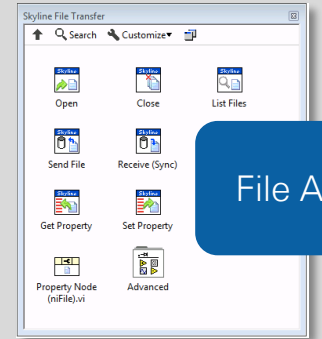 Skyline File Transfer
Search Customize
Skyline Skyline Skyline
Open Close List Files
Skyline Skyline
Send File Receive (Sync)
Skyline Skyline
Get Property Set Property
Property Node
(niFile).vi
Advanced
File A